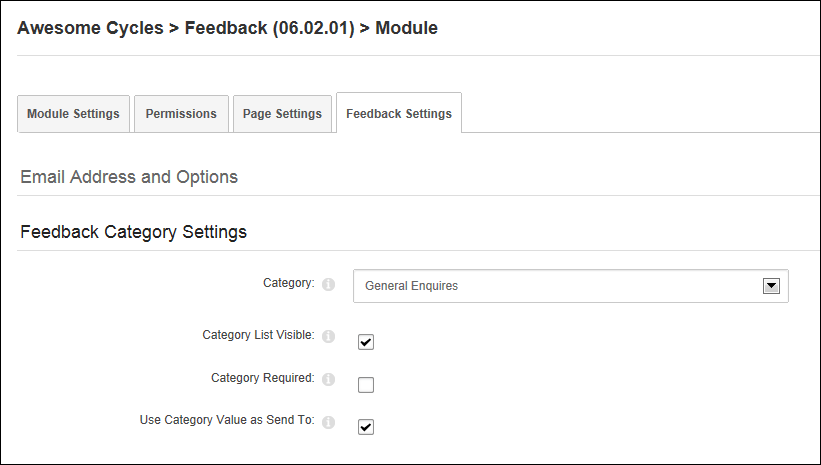 Awesome Cycles > Feedback (06.02.01) > Module
Module Settings Permissions Page Settings Feedback Settings
Email Address and Options
Feedback Category Settings
Category: General Enquires
Category List Visible:
Category Required:
Use Category Value as Send To: